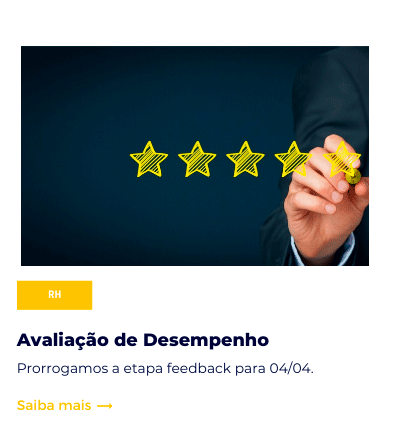 RH
Avaliação de Desempenho
Prorrogamos a etapa feedback para 04/04.
Saiba mais →